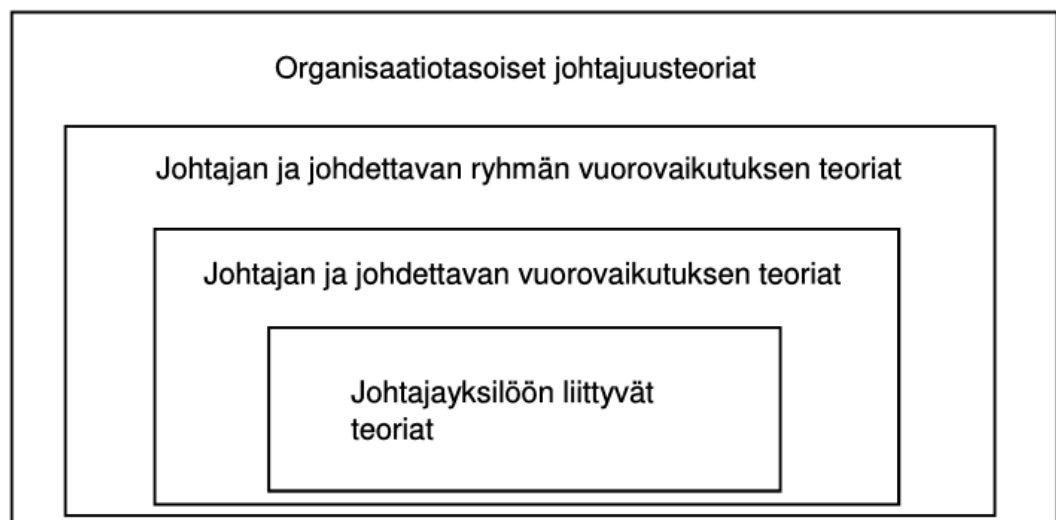 Organisaatiotasoiset johtajuusteoriat
Johtajan ja johdettavan ryhmän vuorovaikutuksen teoriat
Johtajan ja johdettavan vuorovaikutuksen teoriat
Johtajayksilöön liittyvät
teoriat